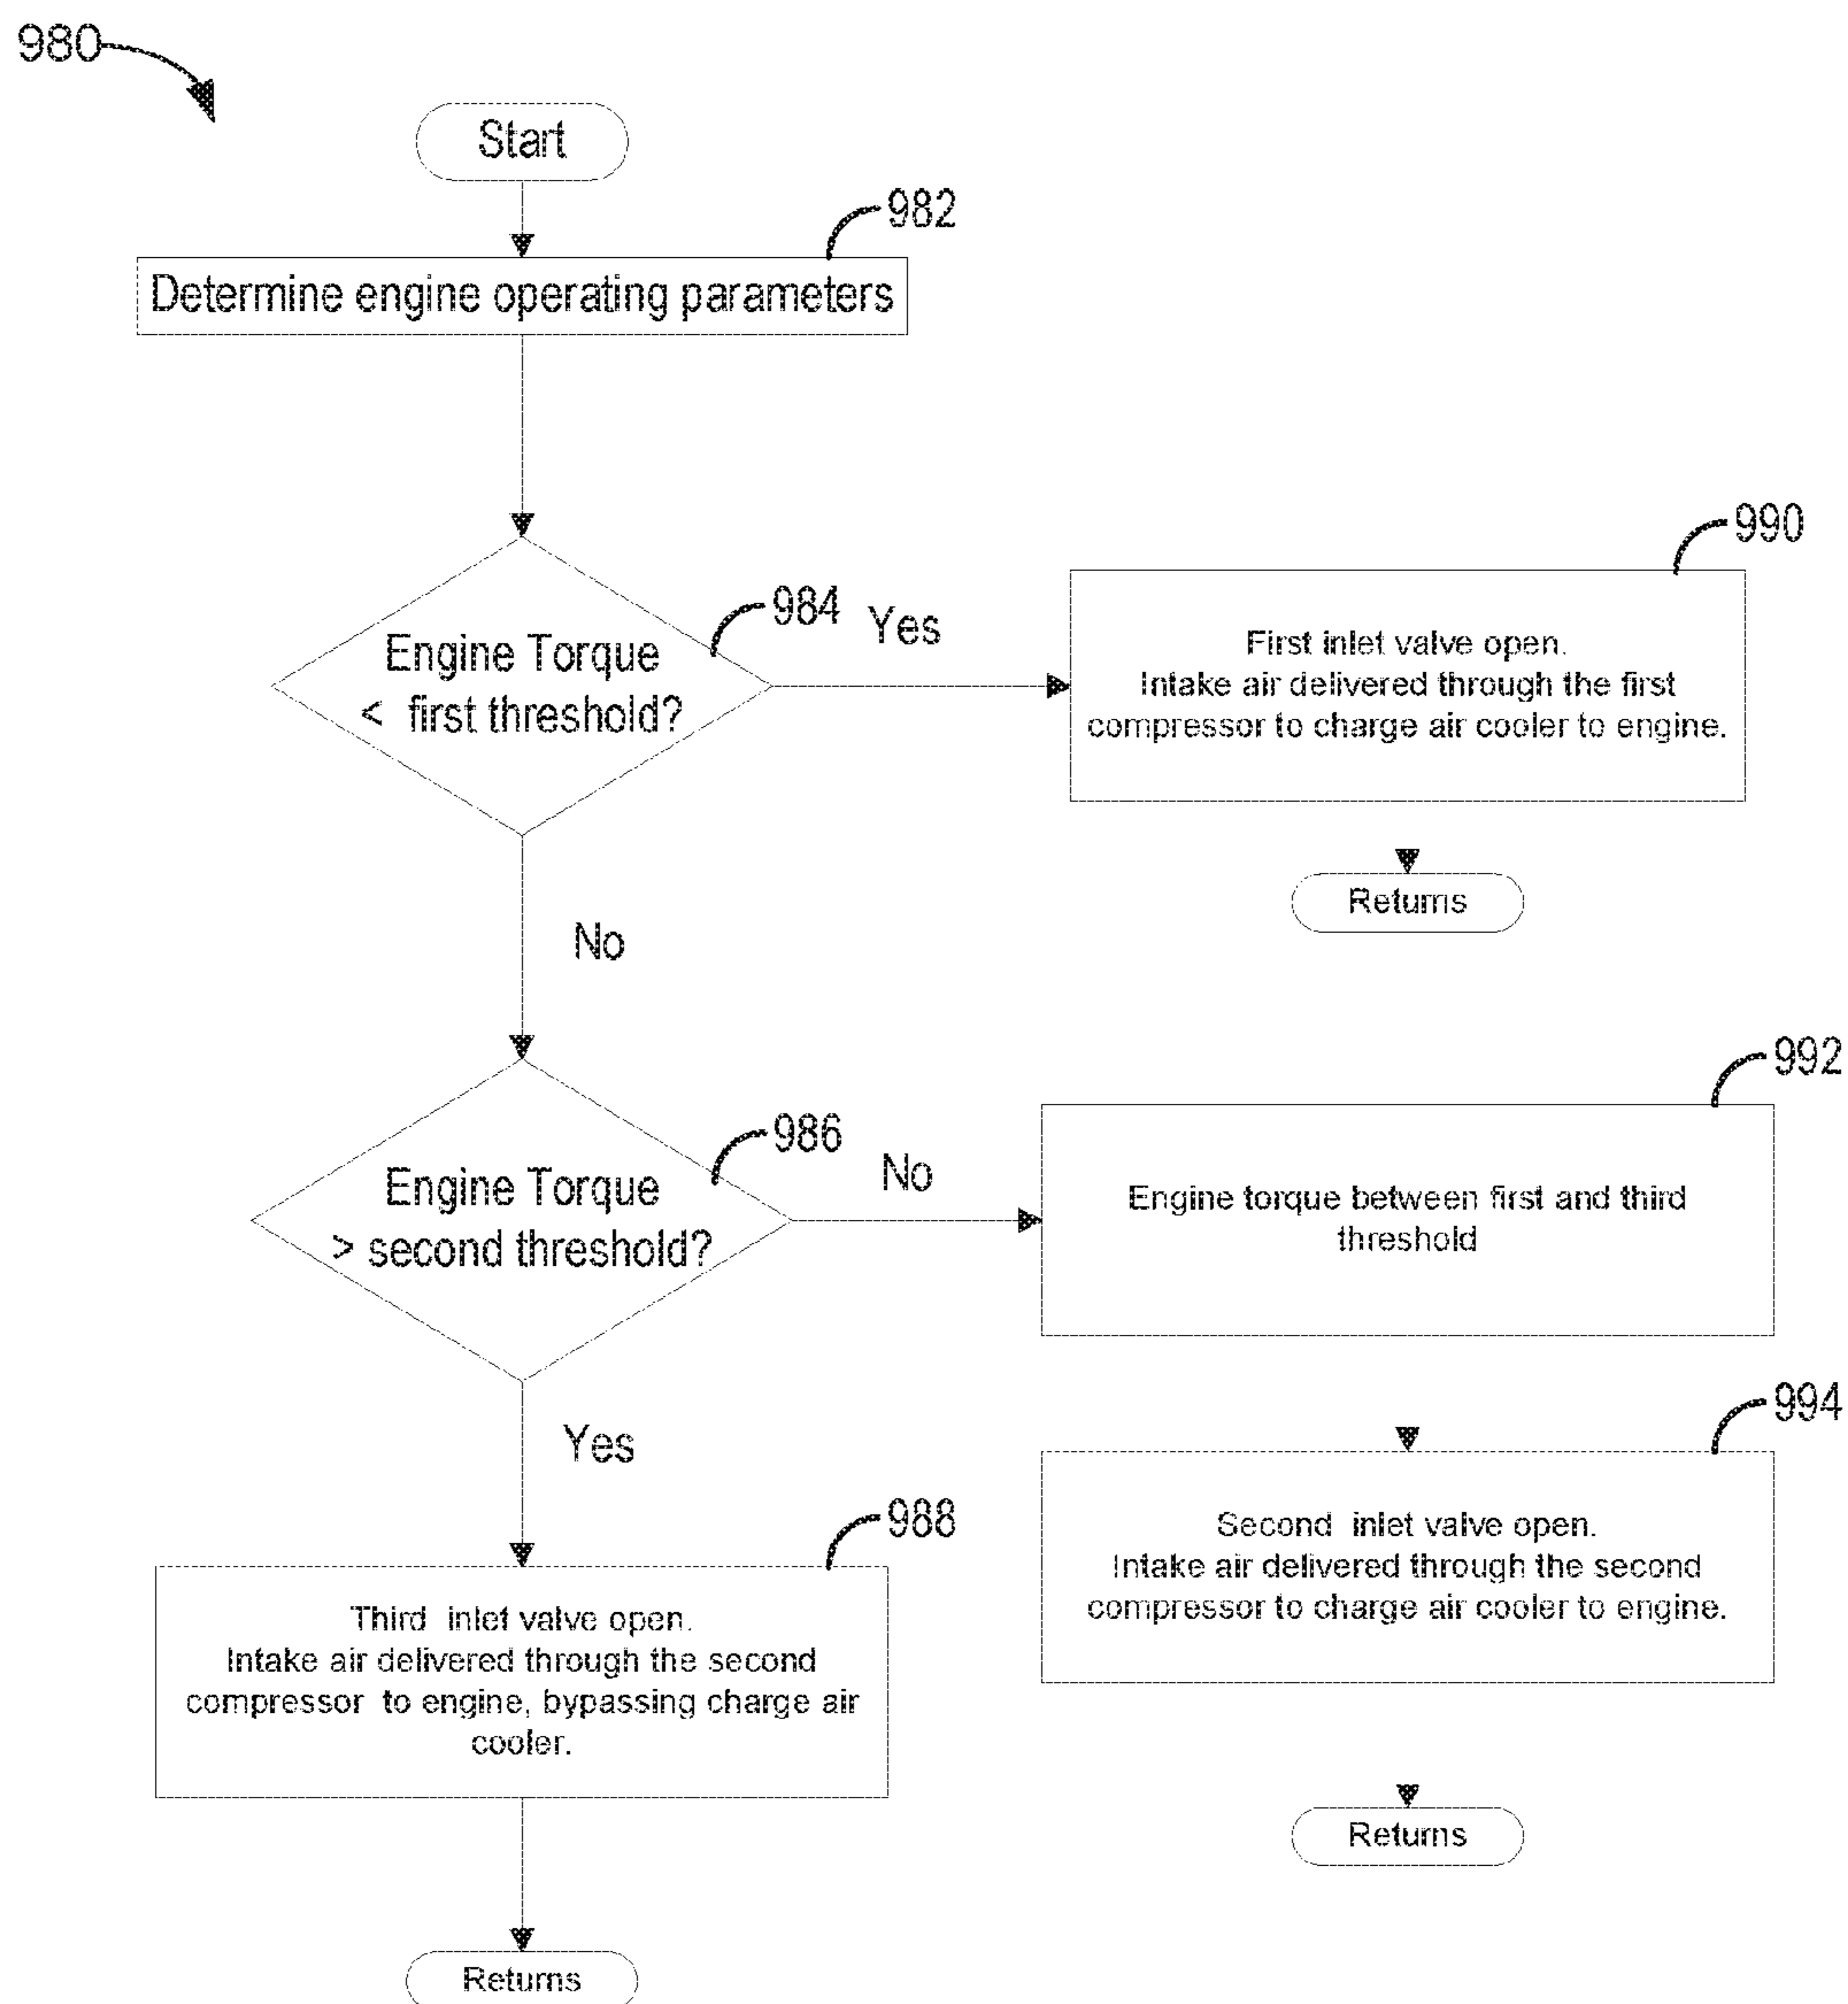 980
Start
982
Determine engine operating parameters
984
Engine Torque
< first threshold?
Yes
990
First inlet valve open.
Intake air delivered through the first
compressor to charge air cooler to engine.
Returns
No
986
Engine Torque
> second threshold?
No
992
Engine torque between first and third
threshold
994
Second inlet valve open.
Intake air delivered through the second
compressor to charge air cooler to engine.
Returns
Yes
988
Third inlet valve open.
Intake air delivered through the second
compressor to engine, bypassing charge air
cooler.
Returns